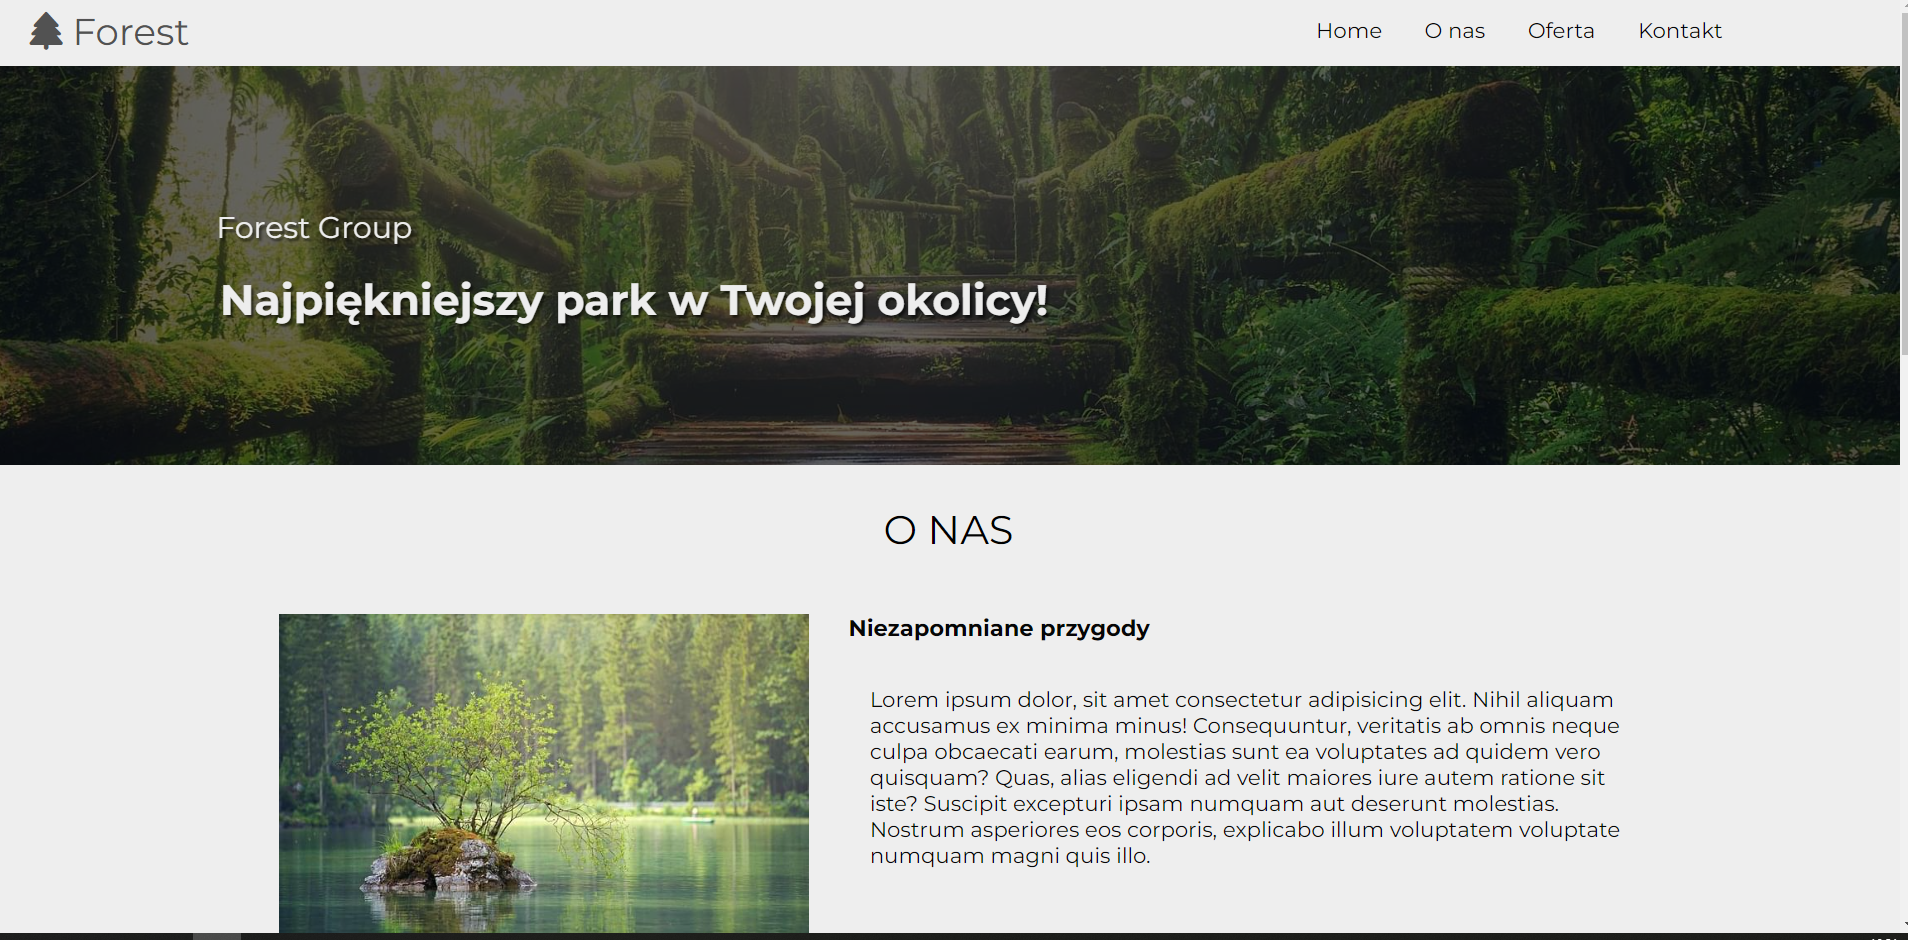 Forest
Home O nas Oferta Kontakt
Forest Group
Najpiękniejszy park w Twojej okolicy!
O NAS
Niezapomniane przygody
Lorem ipsum dolor, sit amet consectetur adipisicing elit. Nihil aliquam
accusamus ex minima minus! Consequuntur, veritatis ab omnis neque
culpa obcaecati earum, molestias sunt ea voluptates ad quidem vero
quisquam? Quas, alias eligendi ad velit maiores iure autem ratione sit
iste? Suscipit excepturi ipsam numquam aut deserunt molestias.
Nostrum asperiores eos corporis, explicabo illum voluptatem voluptate
numquam magni quis illo.